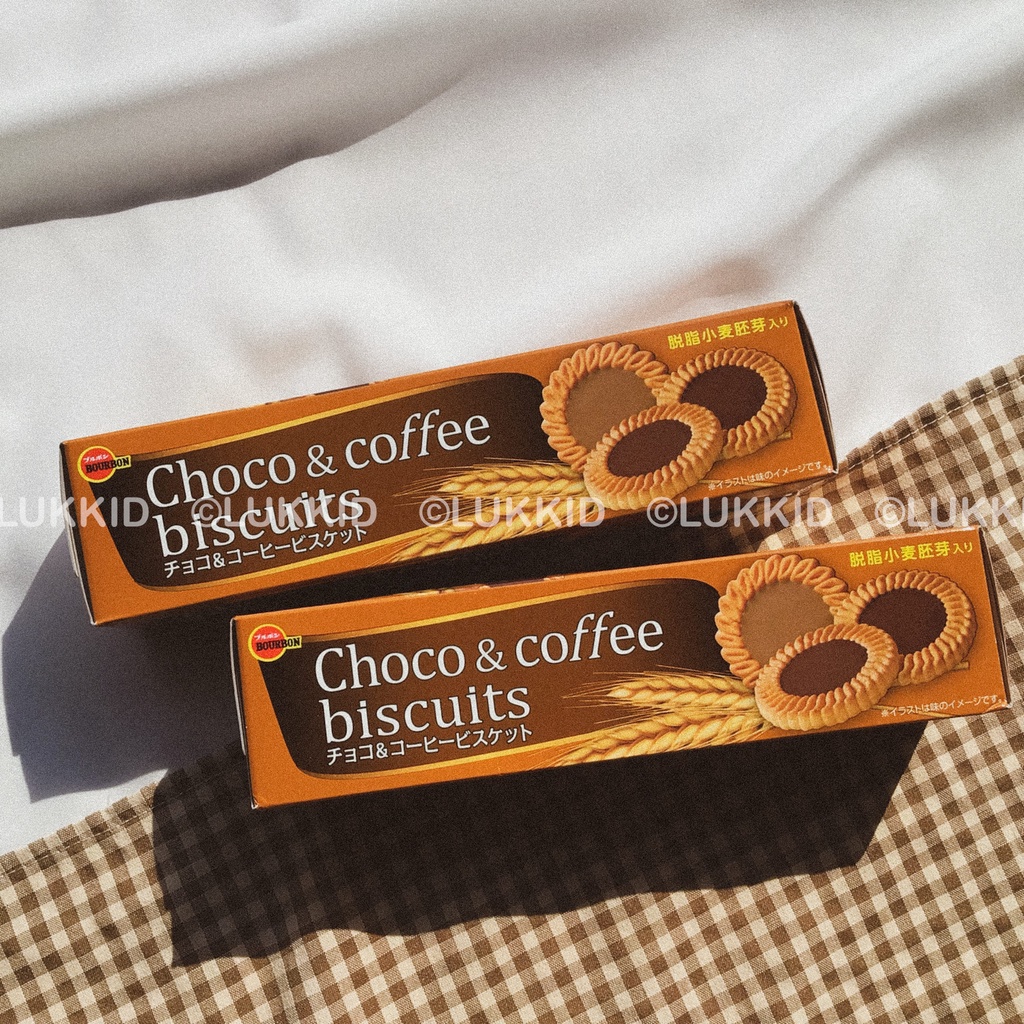 脱脂小麦胚芽入り
ブルボン
BOURBON
Choco & coffee
biscuits
チョコ&コーヒービスケット
※イラストは味のイメージです。
LUKKID ©LUKKID ©LUKKID ©LUKKID ©LUKKID
脱脂小麦胚芽入り
ブルボン
BOURBON
Choco & coffee
biscuits
チョコ&コーヒービスケット
※イラストは味のイメージです。